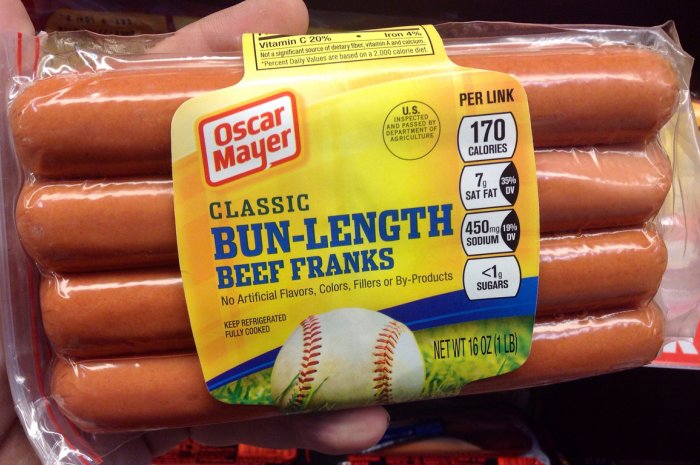 Vitamin C 20% • Iron 4%
Not a significant source of dietary fiber, vitamin A and calcium.
*Percent Daily Values are based on a 2,000 calorie diet.
Oscar
Mayer
U.S.
INSPECTED
AND PASSED BY
DEPARTMENT OF
AGRICULTURE
PER LINK
170
CALORIES
7g
SAT FAT
35%
DV
450mg
SODIUM
19%
DV
<1g
SUGARS
CLASSIC
BUN-LENGTH
BEEF FRANKS
No Artificial Flavors, Colors, Fillers or By-Products
KEEP REFRIGERATED
FULLY COOKED
NET WT 16 OZ (1 LB)